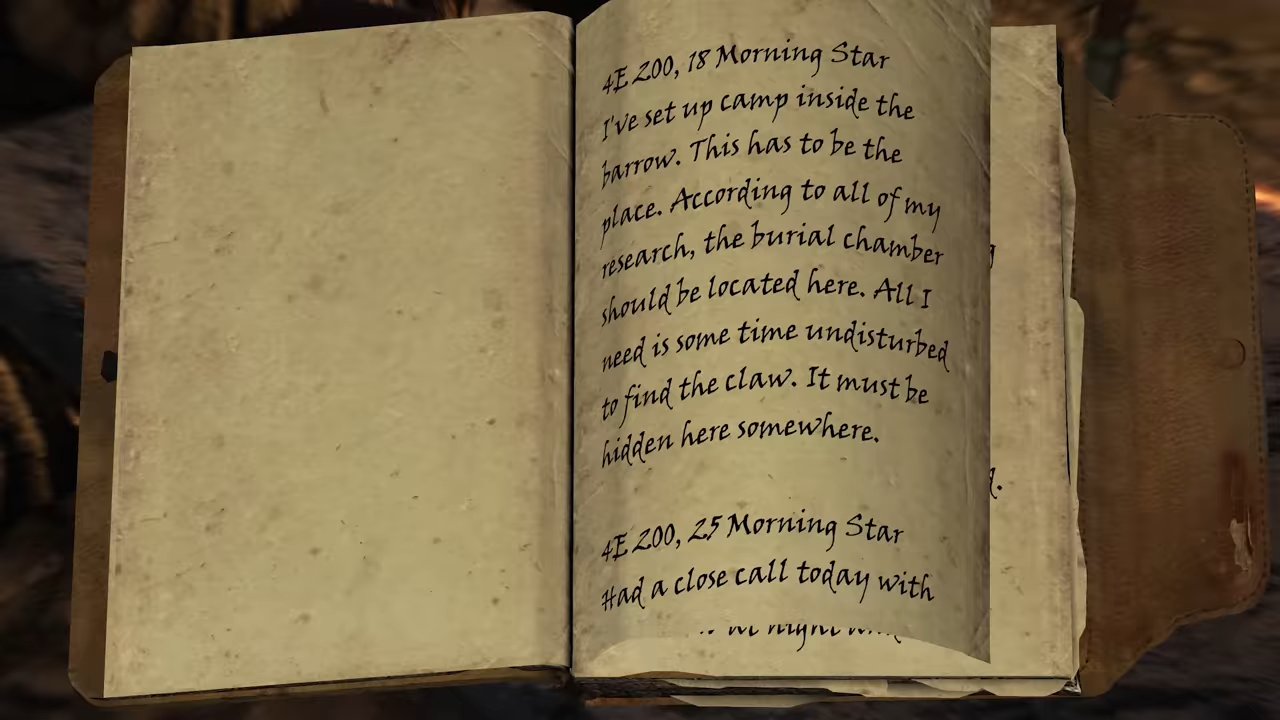 4E 200, 18 Morning Star
I've set up camp inside the
barrow. This has to be the
place. According to all of my
research, the burial chamber
should be located here. All I
need is some time undisturbed
to find the claw. It must be
hidden here somewhere.
4E 200, 25 Morning Star
Had a close call today with
at night and